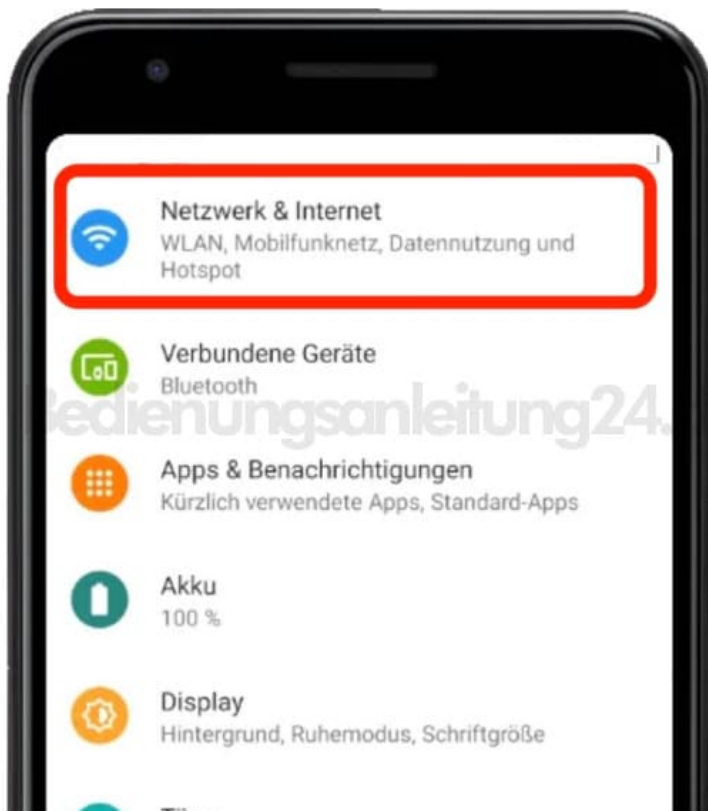 Netzwerk & Internet
WLAN, Mobilfunknetz, Datennutzung und
Hotspot
Verbundene Geräte
Bluetooth
Bedienungsanleitung24.
Apps & Benachrichtigungen
Kürzlich verwendete Apps, Standard-Apps
Akku
100 %
Display
Hintergrund, Ruhemodus, Schriftgröße